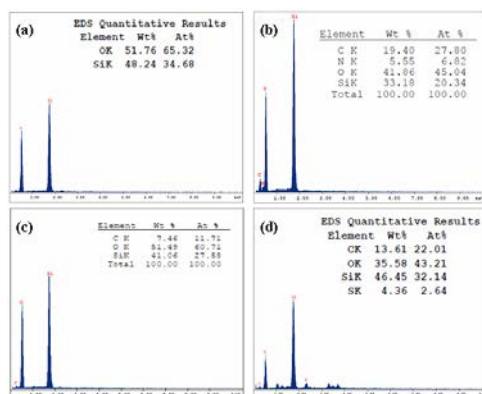 (a)
EDS Quantitative Results
Element Wt% At%
OK 51.76 65.32
SiK 48.24 34.68
(b)
Element Wt % At %
C K 19.40 27.80
N K 5.55 6.82
O K 41.86 45.04
SiK 33.18 20.34
Total 100.00 100.00
(c)
Element Wt % At %
C K 7.46 11.71
O K 51.49 60.71
SiK 41.06 27.58
Total 100.00 100.00
(d)
EDS Quantitative Results
Element Wt% At%
CK 13.61 22.01
OK 35.58 43.21
SiK 46.45 32.14
SK 4.36 2.64